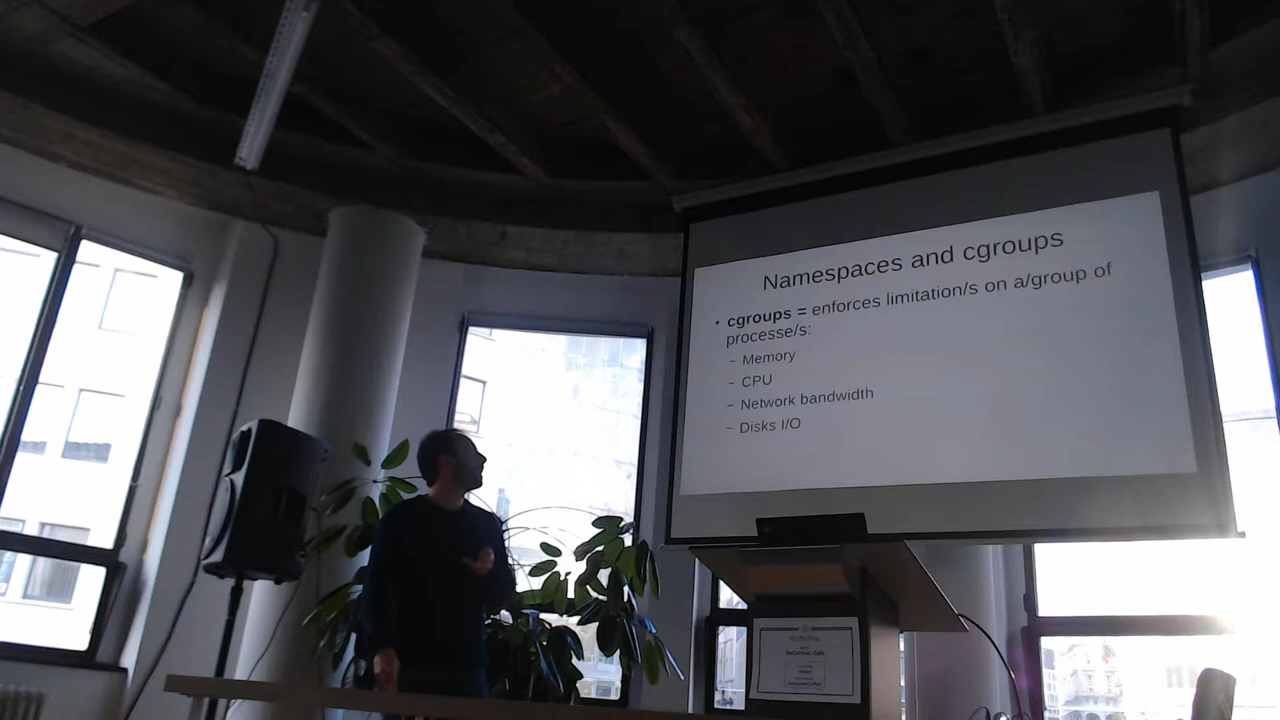 Namespaces and cgroups
• cgroups = enforces limitation/s on a/group of
processe/s:
– Memory
– CPU
– Network bandwidth
– Disks I/O